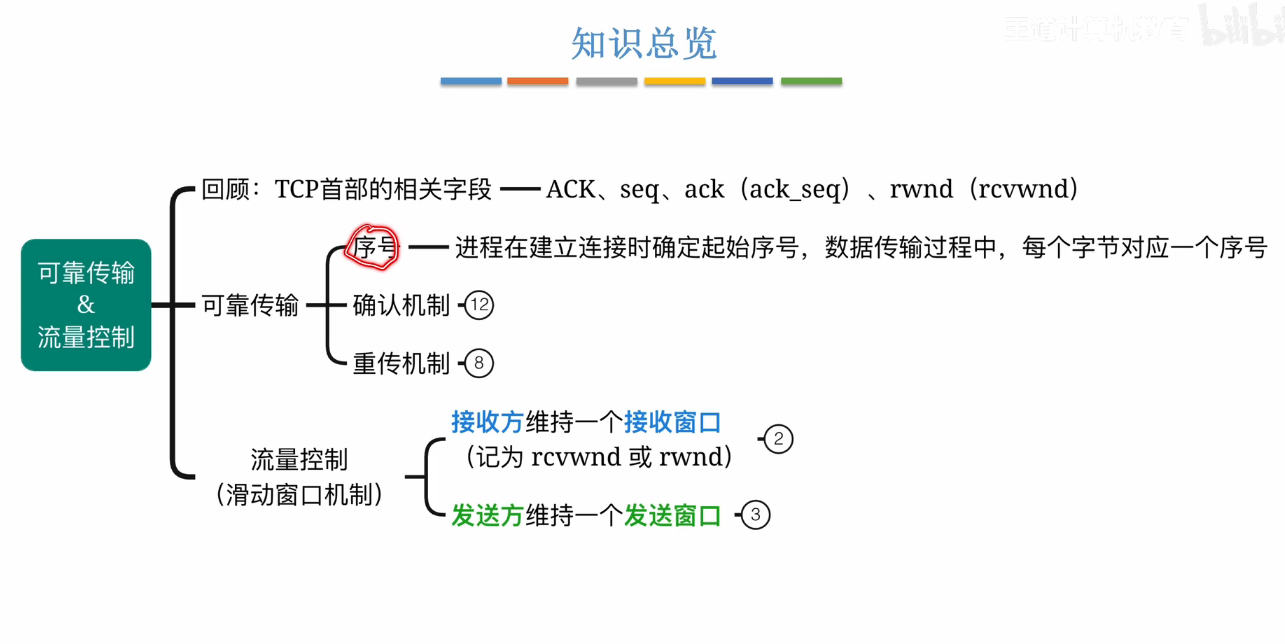 王道计算机教育 bilibili
知识总览
回顾：TCP首部的相关字段 ACK、seq、ack（ack_seq）、rwnd（rcvwnd）
序号 进程在建立连接时确定起始序号，数据传输过程中，每个字节对应一个序号
可靠传输
&
流量控制
可靠传输
确认机制 12
重传机制 8
接收方维持一个接收窗口
（记为 rcvwnd 或 rwnd） 2
流量控制
（滑动窗口机制）
发送方维持一个发送窗口 3